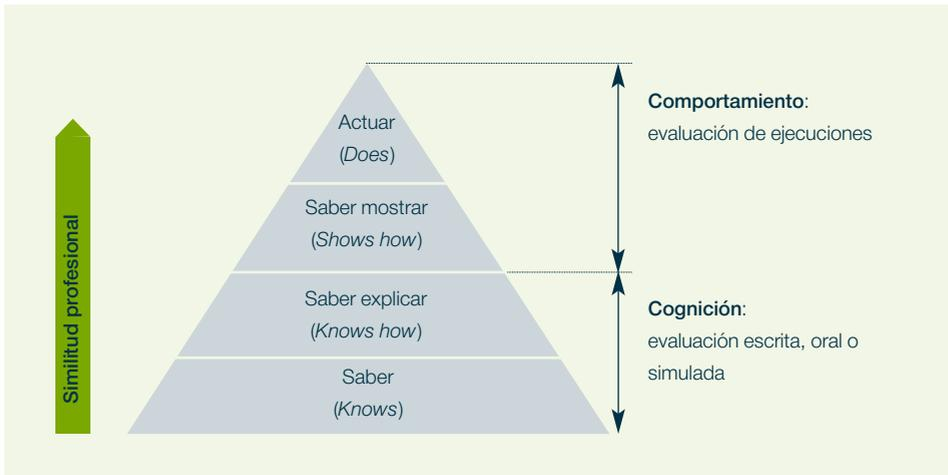 Actuar
(Does)
Saber mostrar
(Shows how)
Saber explicar
(Knows how)
Saber
(Knows)
Similitud profesional
Comportamiento:
evaluación de ejecuciones
Cognición:
evaluación escrita, oral o
simulada